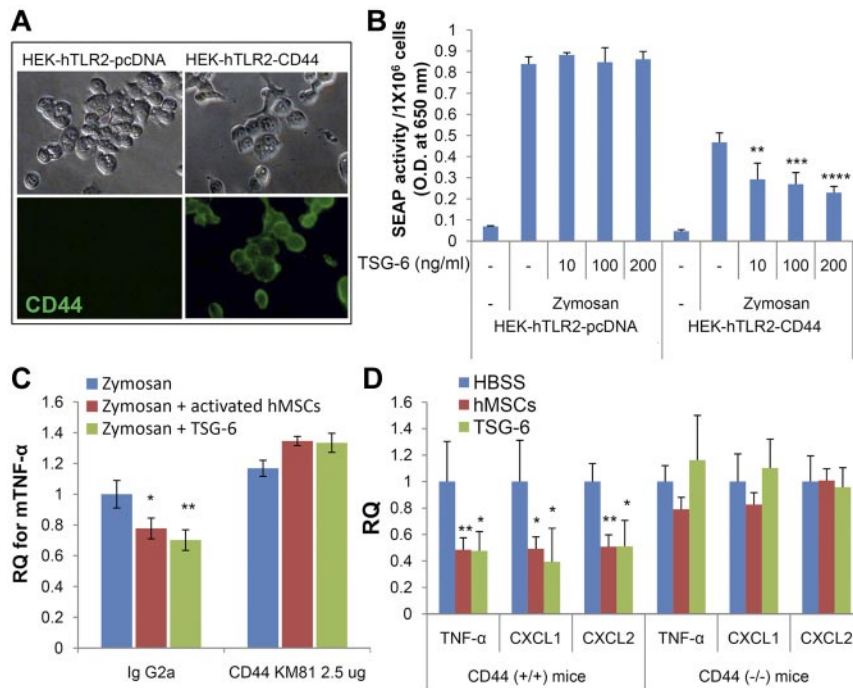 A
HEK-hTLR2-pcDNA HEK-hTLR2-CD44
CD44
B
SEAP activity /1X10⁶ cells
(O.D. at 650 nm)
1
0.9
0.8
0.7
0.6
0.5
0.4
0.3
0.2
0.1
0
** *** ****
TSG-6 (ng/ml) - - 10 100 200 - - 10 100 200
- Zymosan - Zymosan
HEK-hTLR2-pcDNA HEK-hTLR2-CD44
C
Zymosan
Zymosan + activated hMSCs
Zymosan + TSG-6
RQ for mTNF-α
1.6
1.4
1.2
1
0.8
0.6
0.4
1.2
0
* **
Ig G2a CD44 KM81 2.5 ug
D
HBSS
hMSCs
TSG-6
RQ
1.6
1.4
1.2
1
0.8
0.6
0.4
0.2
0
** * * * ** *
TNF-α CXCL1 CXCL2 TNF-α CXCL1 CXCL2
CD44 (+/+) mice CD44 (-/-) mice